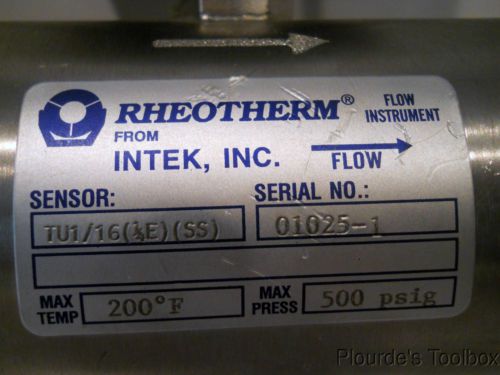 RHEOTHERM® FLOW INSTRUMENT
FROM
INTEK, INC. FLOW
SENSOR: SERIAL NO.:
TU1/16(¼E)(SS) 01025-1
MAX TEMP 200°F MAX PRESS 500 psig
Plourde's Toolbox